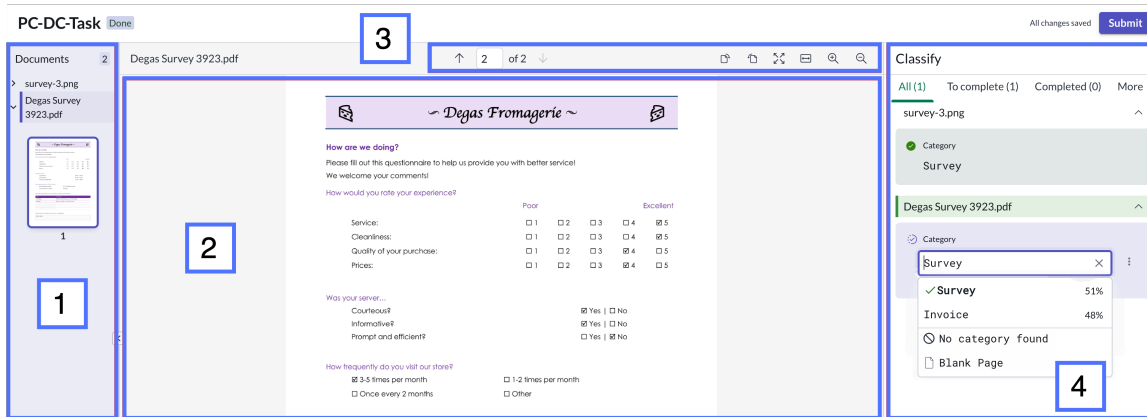 PC-DC-Task Done
All changes saved Submit
3
Documents 2
Degas Survey 3923.pdf
2 of 2
survey-3.png
Degas Survey
3923.pdf
1
1
2
~ Degas Fromagerie ~
How are we doing?
Please fill out this questionnaire to help us provide you with better service!
We welcome your comments!
How would you rate your experience?
Poor Excellent
Service: ☐ 1 ☐ 2 ☐ 3 ☐ 4 ☑ 5
Cleanliness: ☐ 1 ☐ 2 ☐ 3 ☐ 4 ☑ 5
Quality of your purchase: ☐ 1 ☐ 2 ☐ 3 ☑ 4 ☐ 5
Prices: ☐ 1 ☐ 2 ☐ 3 ☑ 4 ☐ 5
Was your server...
Courteous? ☑ Yes | ☐ No
Informative? ☑ Yes | ☐ No
Prompt and efficient? ☐ Yes | ☑ No
How frequently do you visit our store?
☑ 3-5 times per month ☐ 1-2 times per month
☐ Once every 2 months ☐ Other
Classify
All (1) To complete (1) Completed (0) More
survey-3.png
Category
Survey
Degas Survey 3923.pdf
Category
Survey
Survey 51%
Invoice 48%
No category found
Blank Page
4